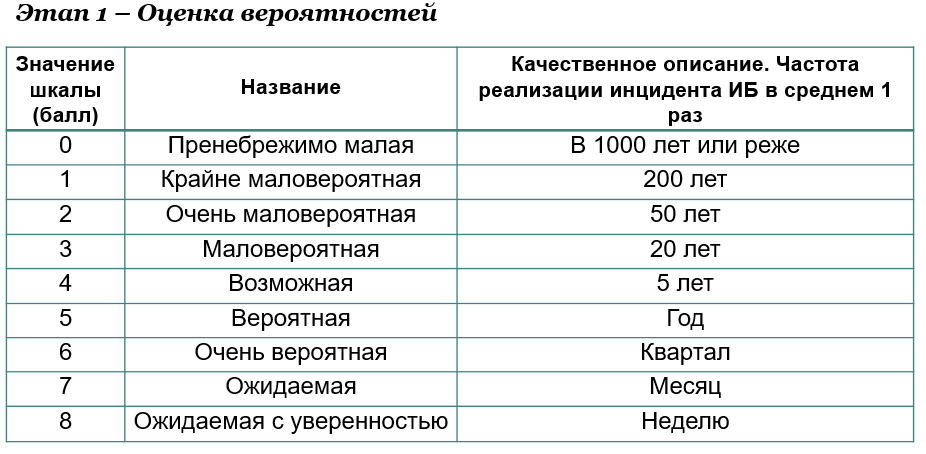 Этап 1 – Оценка вероятностей
Значение шкалы (балл) Название Качественное описание. Частота реализации инцидента ИБ в среднем 1 раз
0 Пренебрежимо малая В 1000 лет или реже
1 Крайне маловероятная 200 лет
2 Очень маловероятная 50 лет
3 Маловероятная 20 лет
4 Возможная 5 лет
5 Вероятная Год
6 Очень вероятная Квартал
7 Ожидаемая Месяц
8 Ожидаемая с уверенностью Неделю